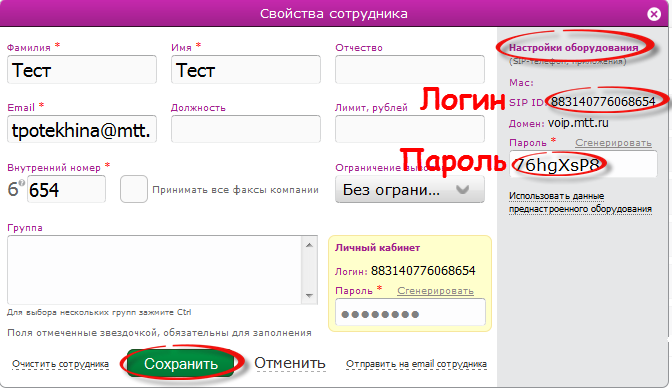 Свойства сотрудника
Фамилия * Имя * Отчество
Тест Тест
Email * Должность Лимит, рублей
tpotekhina@mtt.
Внутренний номер * Ограничение
6 ? 654 Принимать все факсы компании Без ограни...
Группа
Для выбора нескольких групп зажмите Ctrl
Поля отмеченные звездочкой, обязательны для заполнения
Личный кабинет
Логин: 883140776068654
Пароль * Сгенерировать
Очистить сотрудника Сохранить Отменить Отправить на email сотрудника
Настройки оборудования
(SIP-телефон, приложения)
Mac:
Логин SIP ID: 883140776068654
Домен: voip.mtt.ru
Пароль * Сгенерировать
Пароль 76hgXsP8
Использовать данные
преднастроенного оборудования